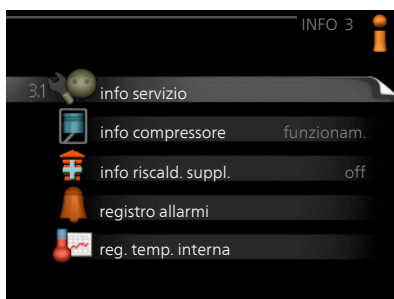 INFO 3
3.1 info servizio
info compressore funzionam.
info riscald. suppl. off
registro allarmi
reg. temp. interna